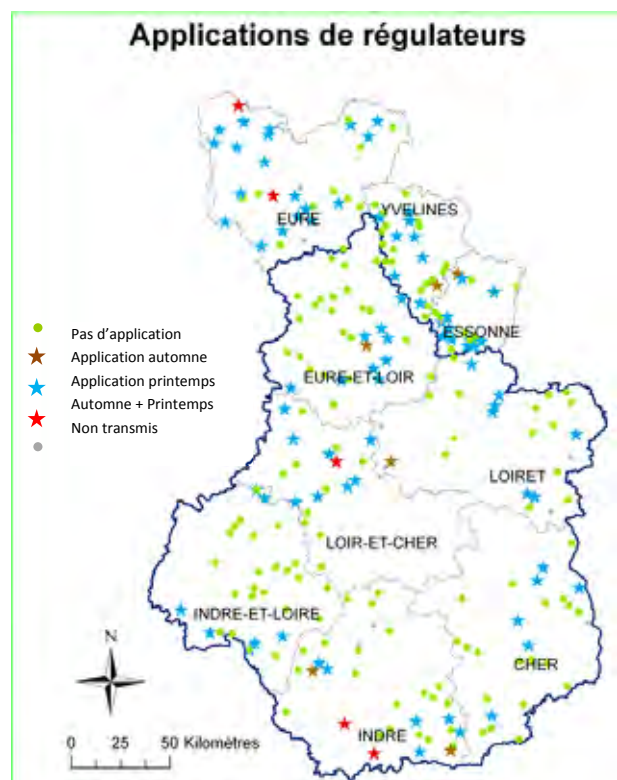 Applications de régulateurs
YVELINES
EURE
ESSONNE
Pas d'application
Application automne
Application printemps
Automne + Printemps
Non transmis
EURE-ET-LOIR
LOIRET
LOIR-ET-CHER
INDRE-ET-LOIRE
N
CHER
INDRE
0 25 50 Kilomètres